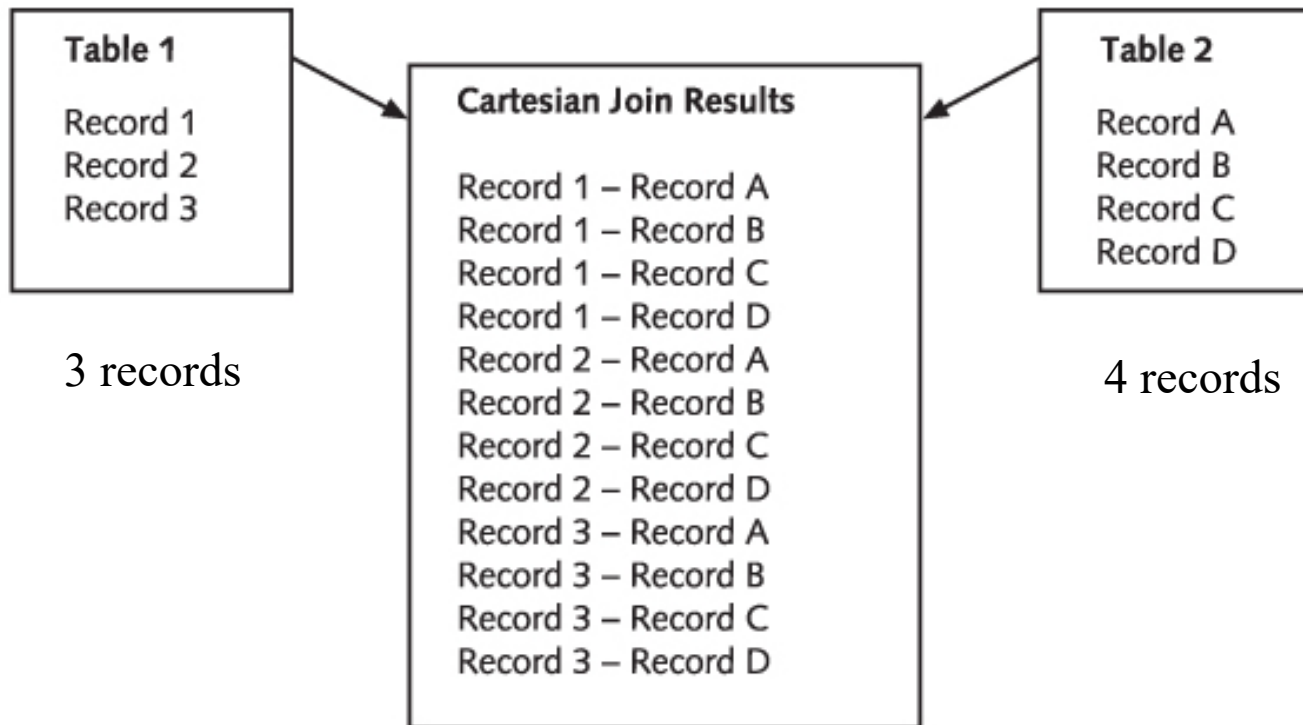 Table 1
Record 1
Record 2
Record 3
3 records
Cartesian Join Results
Record 1 – Record A
Record 1 – Record B
Record 1 – Record C
Record 1 – Record D
Record 2 – Record A
Record 2 – Record B
Record 2 – Record C
Record 2 – Record D
Record 3 – Record A
Record 3 – Record B
Record 3 – Record C
Record 3 – Record D
Table 2
Record A
Record B
Record C
Record D
4 records